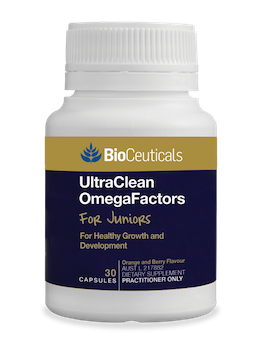 BioCeuticals
UltraClean
OmegaFactors
For Juniors
For Healthy Growth and
Development
30
CAPSULES
Orange and Berry Flavour
AUST L 217882
DIETARY SUPPLEMENT
PRACTITIONER ONLY